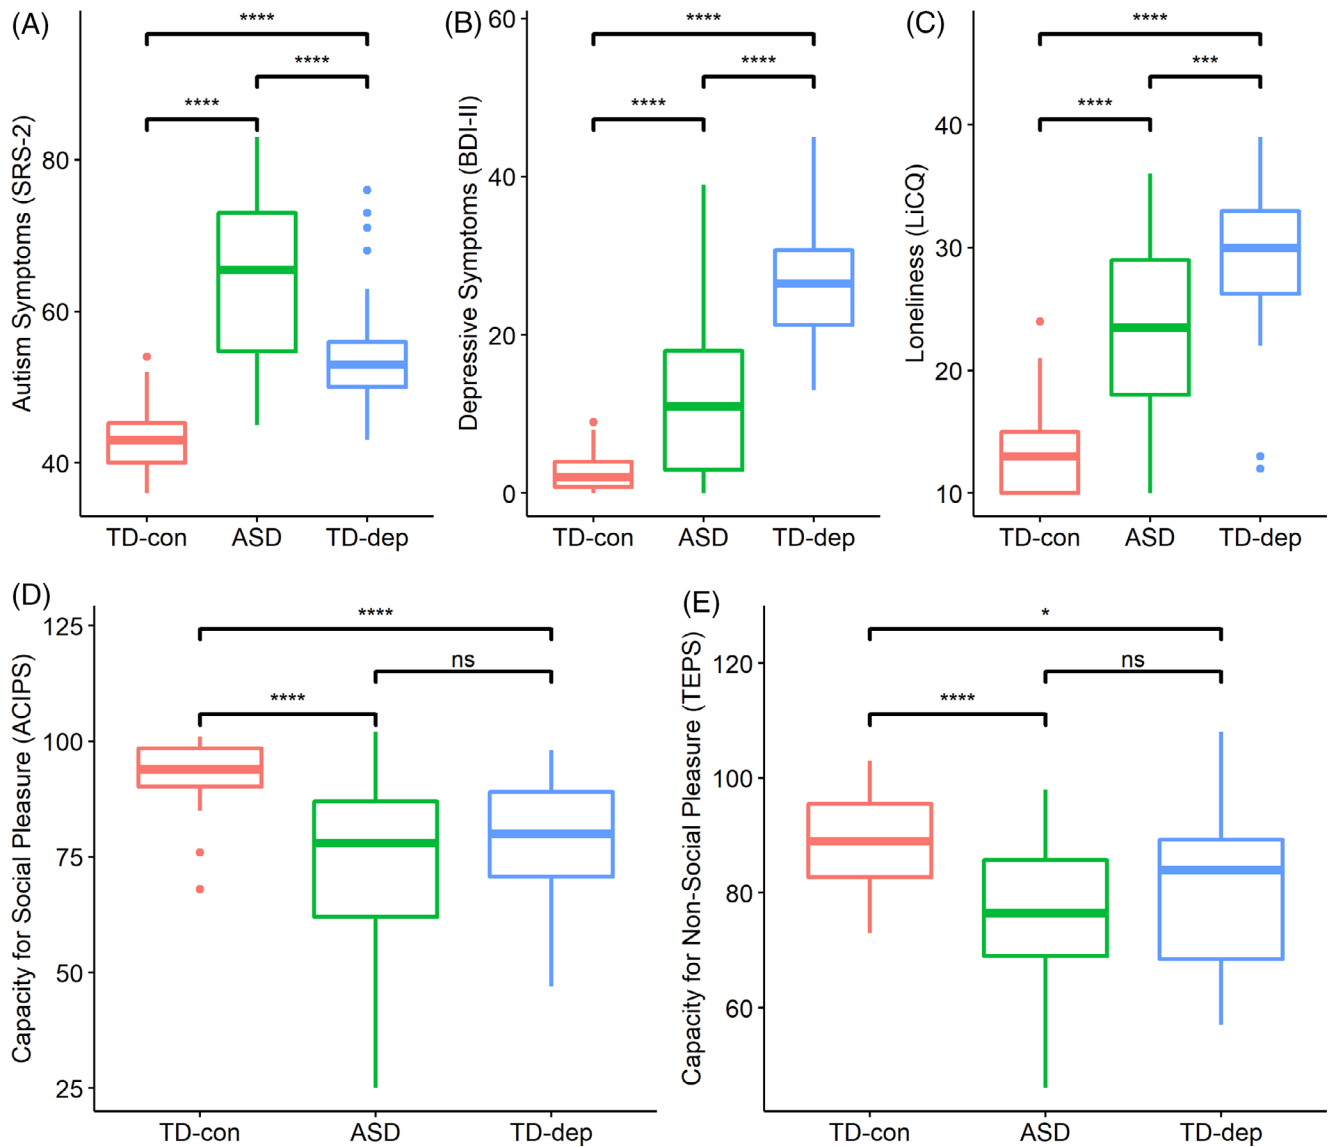 (A)
Autism Symptoms (SRS-2)
80
60
40
****
****
****
TD-con ASD TD-dep
(B)
Depressive Symptoms (BDI-II)
60
40
20
0
****
****
****
TD-con ASD TD-dep
(C)
Loneliness (LiCQ)
40
30
20
10
****
***
****
TD-con ASD TD-dep
(D)
Capacity for Social Pleasure (ACIPS)
125
100
75
50
25
****
ns
****
TD-con ASD TD-dep
(E)
Capacity for Non-Social Pleasure (TEPS)
120
100
80
60
*
ns
****
TD-con ASD TD-dep